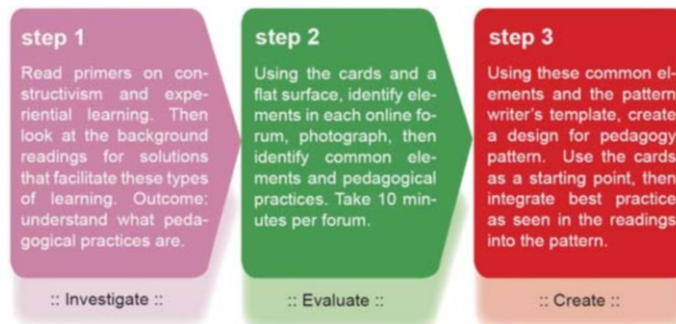 step 1
Read primers on con-
structivism and expe-
riential learning. Then
look at the background
readings for solutions
that facilitate these types
of learning. Outcome:
understand what peda-
gogical practices are.
:: Investigate ::
step 2
Using the cards and a
flat surface, identify ele-
ments in each online fo-
rum, photograph, then
identify common ele-
ments and pedagogical
practices. Take 10 min-
utes per forum.
:: Evaluate ::
step 3
Using these common el-
ements and the pattern
writer's template, create
a design for pedagogy
pattern. Use the cards
as a starting point, then
integrate best practice
as seen in the readings
into the pattern.
:: Create ::